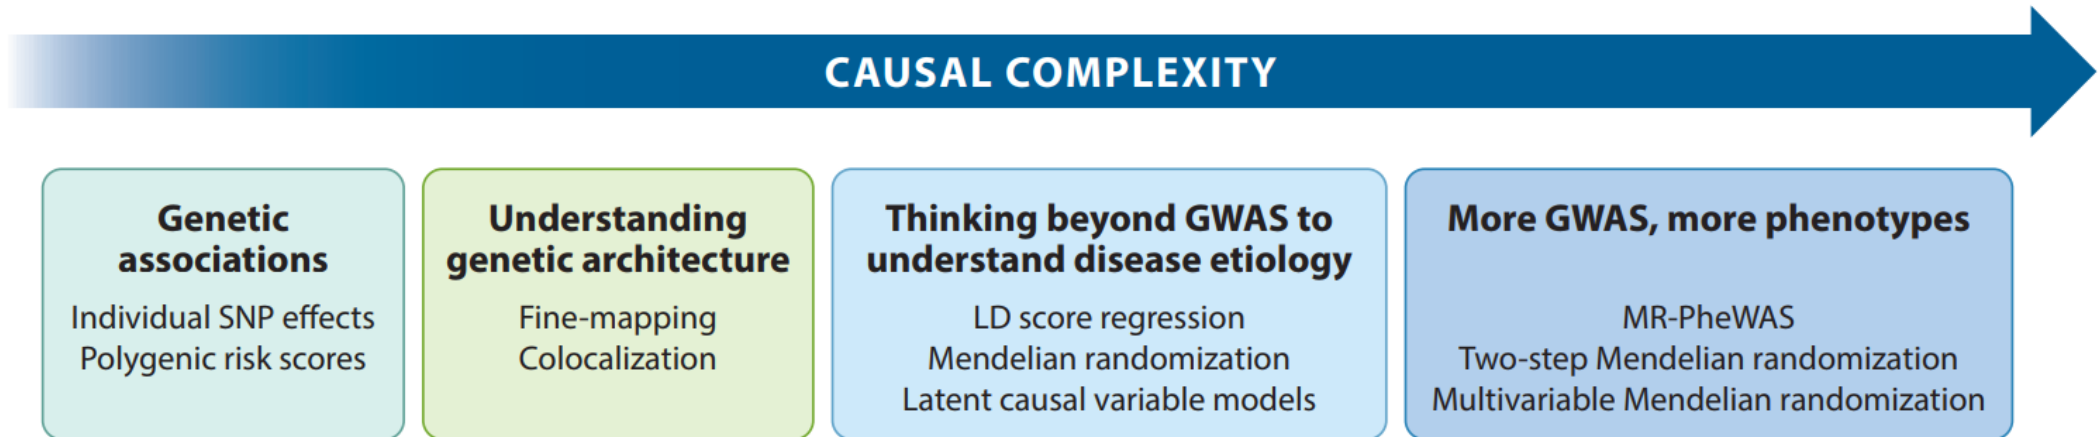 CAUSAL COMPLEXITY
Genetic
associations
Individual SNP effects
Polygenic risk scores
Understanding
genetic architecture
Fine-mapping
Colocalization
Thinking beyond GWAS to
understand disease etiology
LD score regression
Mendelian randomization
Latent causal variable models
More GWAS, more phenotypes
MR-PheWAS
Two-step Mendelian randomization
Multivariable Mendelian randomization